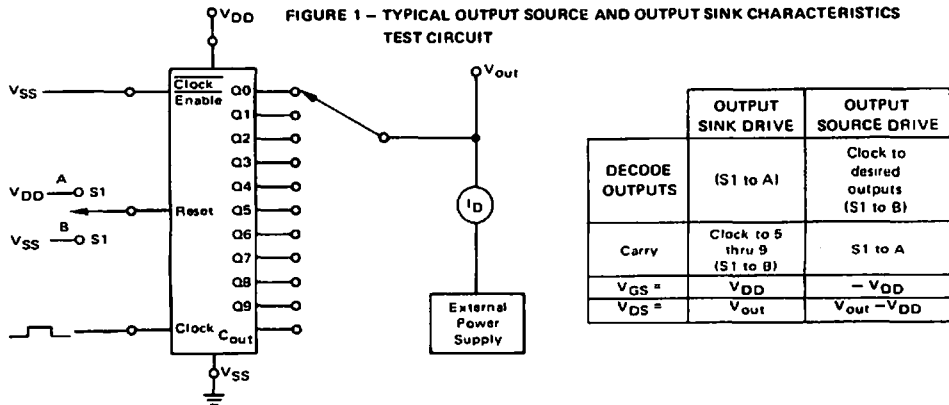 VDD
FIGURE 1 – TYPICAL OUTPUT SOURCE AND OUTPUT SINK CHARACTERISTICS
TEST CIRCUIT
Vout
VSS
Clock
Enable
Q0
Q1
Q2
Q3
Q4
Q5
Q6
Q7
Q8
Q9
Cout
VDD
A
S1
Reset
VSS
B
S1
Clock
VSS
ID
External
Power
Supply
OUTPUT
SINK DRIVE
OUTPUT
SOURCE DRIVE
DECODE
OUTPUTS
(S1 to A)
Clock to
desired
outputs
(S1 to B)
Carry
Clock to 5
thru 9
(S1 to B)
S1 to A
VGS =
VDD
– VDD
VDS =
Vout
Vout – VDD